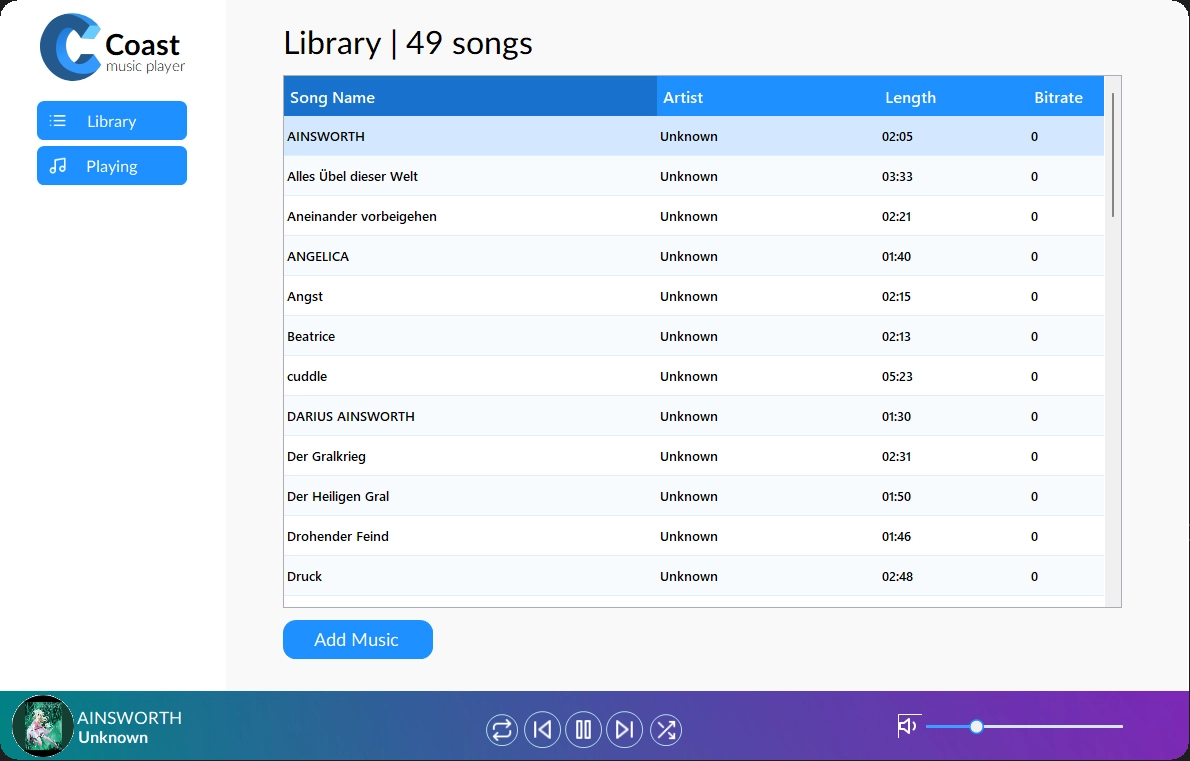 Coast
music player
Library
Playing
Library | 49 songs
Song Name Artist Length Bitrate
AINSWORTH Unknown 02:05 0
Alles Übel dieser Welt Unknown 03:33 0
Aneinander vorbeigehen Unknown 02:21 0
ANGELICA Unknown 01:40 0
Angst Unknown 02:15 0
Beatrice Unknown 02:13 0
cuddle Unknown 05:23 0
DARIUS AINSWORTH Unknown 01:30 0
Der Gralkrieg Unknown 02:31 0
Der Heiligen Gral Unknown 01:50 0
Drohender Feind Unknown 01:46 0
Druck Unknown 02:48 0
Add Music
AINSWORTH
Unknown